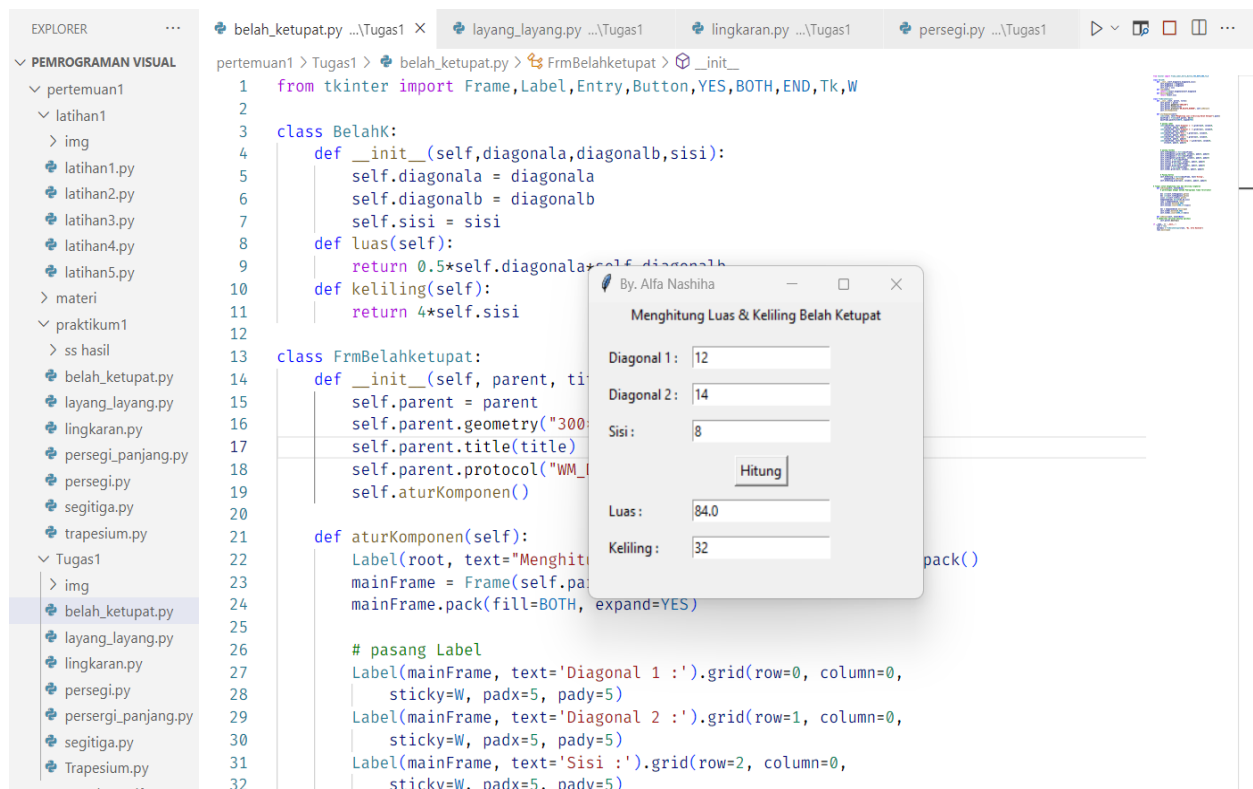 EXPLORER ···
PEMROGRAMAN VISUAL
pertemuan1
latihan1
img
latihan1.py
latihan2.py
latihan3.py
latihan4.py
latihan5.py
materi
praktikum1
ss hasil
belah_ketupat.py
layang_layang.py
lingkaran.py
persegi_panjang.py
persegi.py
segitiga.py
trapesium.py
Tugas1
img
belah_ketupat.py
layang_layang.py
lingkaran.py
persegi.py
persergi_panjang.py
segitiga.py
Trapesium.py
belah_ketupat.py ...\Tugas1
layang_layang.py ...\Tugas1
lingkaran.py ...\Tugas1
persegi.py ...\Tugas1
pertemuan1 > Tugas1 > belah_ketupat.py > FrmBelahketupat > __init__
1 from tkinter import Frame,Label,Entry,Button,YES,BOTH,END,Tk,W
2
3 class BelahK:
4 def __init__(self,diagonala,diagonalb,sisi):
5 self.diagonala = diagonala
6 self.diagonalb = diagonalb
7 self.sisi = sisi
8 def luas(self):
9 return 0.5*self.diagonala*self.diagonalb
10 def keliling(self):
11 return 4*self.sisi
12
13 class FrmBelahketupat:
14 def __init__(self, parent, tit
15 self.parent = parent
16 self.parent.geometry("300
17 self.parent.title(title)
18 self.parent.protocol("WM_D
19 self.aturKomponen()
20
21 def aturKomponen(self):
22 Label(root, text="Menghitu pack()
23 mainFrame = Frame(self.pa
24 mainFrame.pack(fill=BOTH, expand=YES)
25
26 # pasang Label
27 Label(mainFrame, text='Diagonal 1 :').grid(row=0, column=0,
28 sticky=W, padx=5, pady=5)
29 Label(mainFrame, text='Diagonal 2 :').grid(row=1, column=0,
30 sticky=W, padx=5, pady=5)
31 Label(mainFrame, text='Sisi :').grid(row=2, column=0,
32 sticky=W, padx=5, pady=5)
By. Alfa Nashiha
Menghitung Luas & Keliling Belah Ketupat
Diagonal 1 : 12
Diagonal 2 : 14
Sisi : 8
Hitung
Luas : 84.0
Keliling : 32